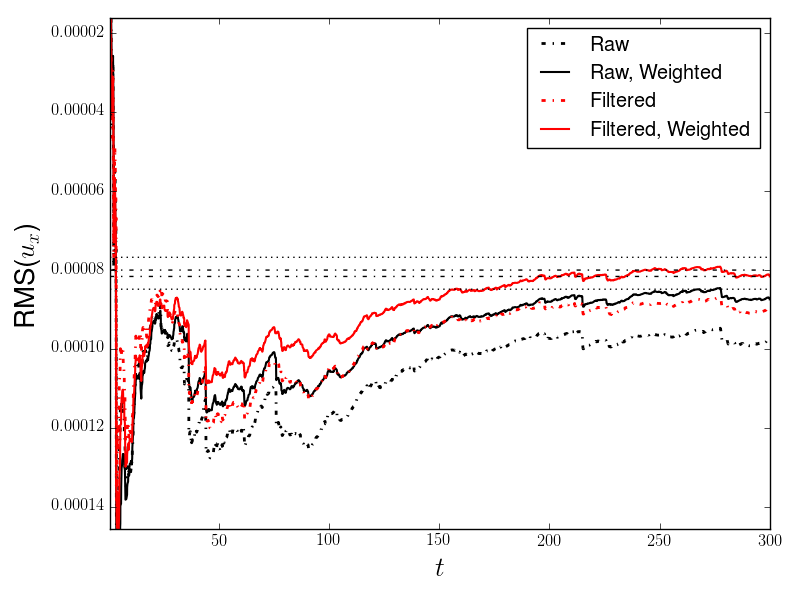 0.00002
0.00004
0.00006
0.00008
0.00010
0.00012
0.00014
RMS(u_x)
50
100
150
200
250
300
t
Raw
Raw, Weighted
Filtered
Filtered, Weighted